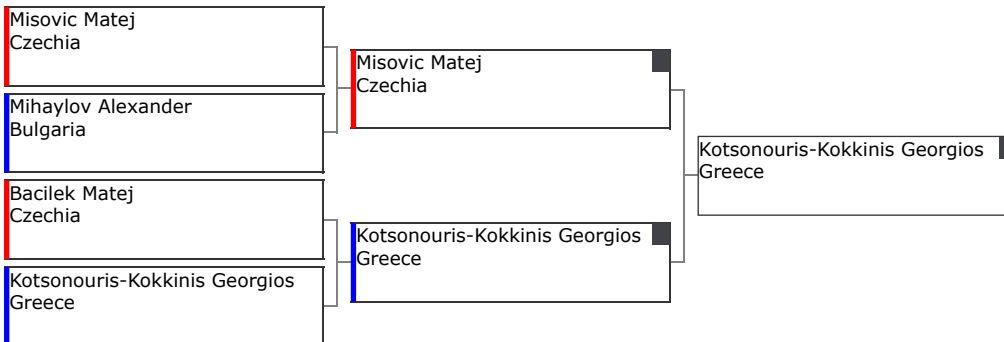 Misovic Matej
Czechia
Mihaylov Alexander
Bulgaria
Bacilek Matej
Czechia
Kotsonouris-Kokkinis Georgios
Greece
Misovic Matej
Czechia
Kotsonouris-Kokkinis Georgios
Greece
Kotsonouris-Kokkinis Georgios
Greece